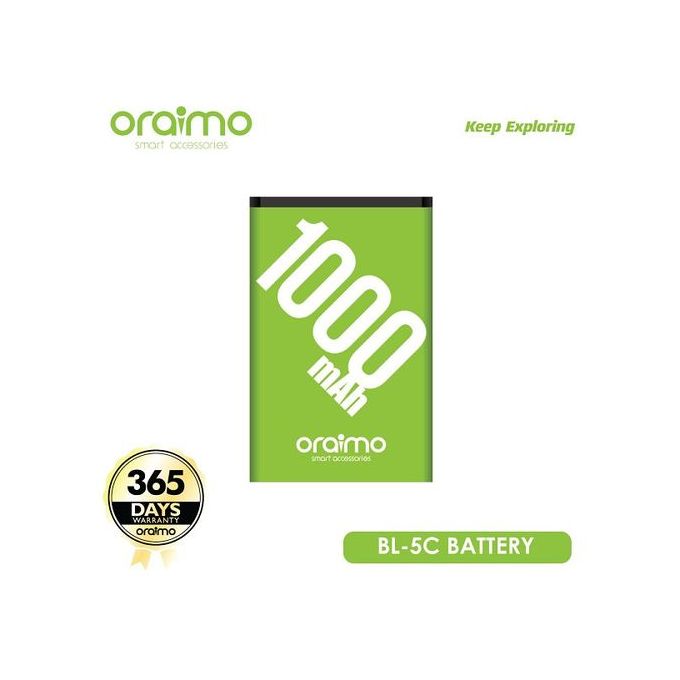 oraimo
smart accessories
Keep Exploring
1000
mAh
oraimo
smart accessories
365
DAYS
WARRANTY
oraimo
BL-5C BATTERY